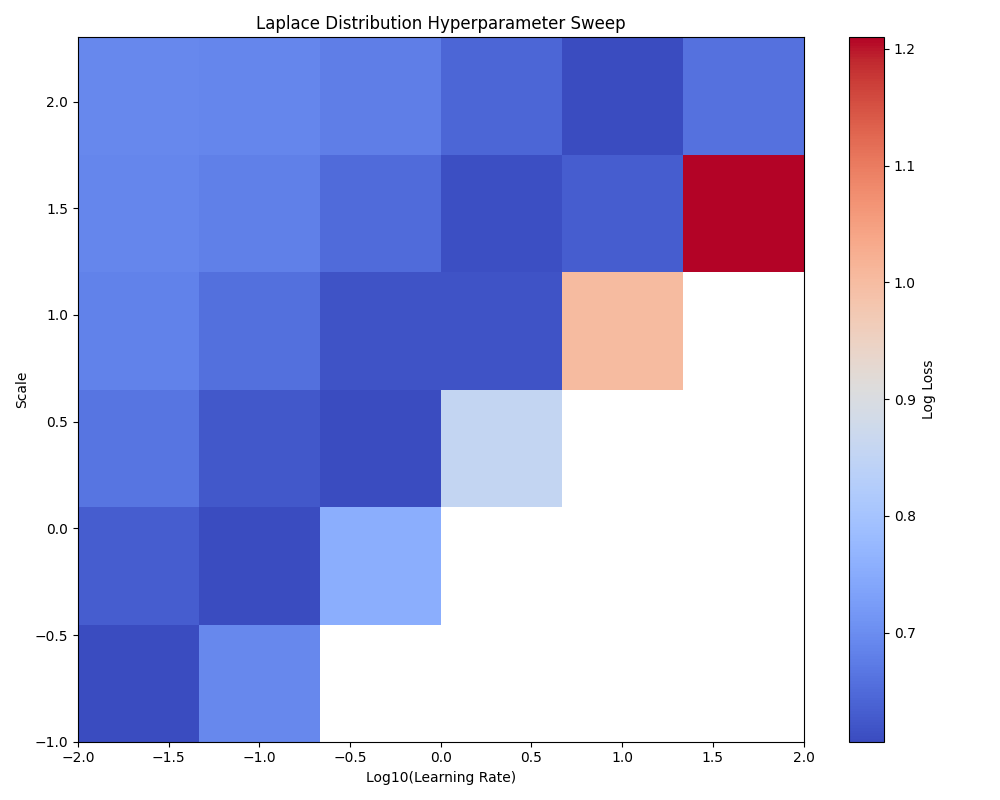 Laplace Distribution Hyperparameter Sweep
Scale
2.0
1.5
1.0
0.5
0.0
−0.5
−1.0
−2.0 −1.5 −1.0 −0.5 0.0 0.5 1.0 1.5 2.0
Log10(Learning Rate)
1.2
1.1
1.0
0.9
0.8
0.7
Log Loss